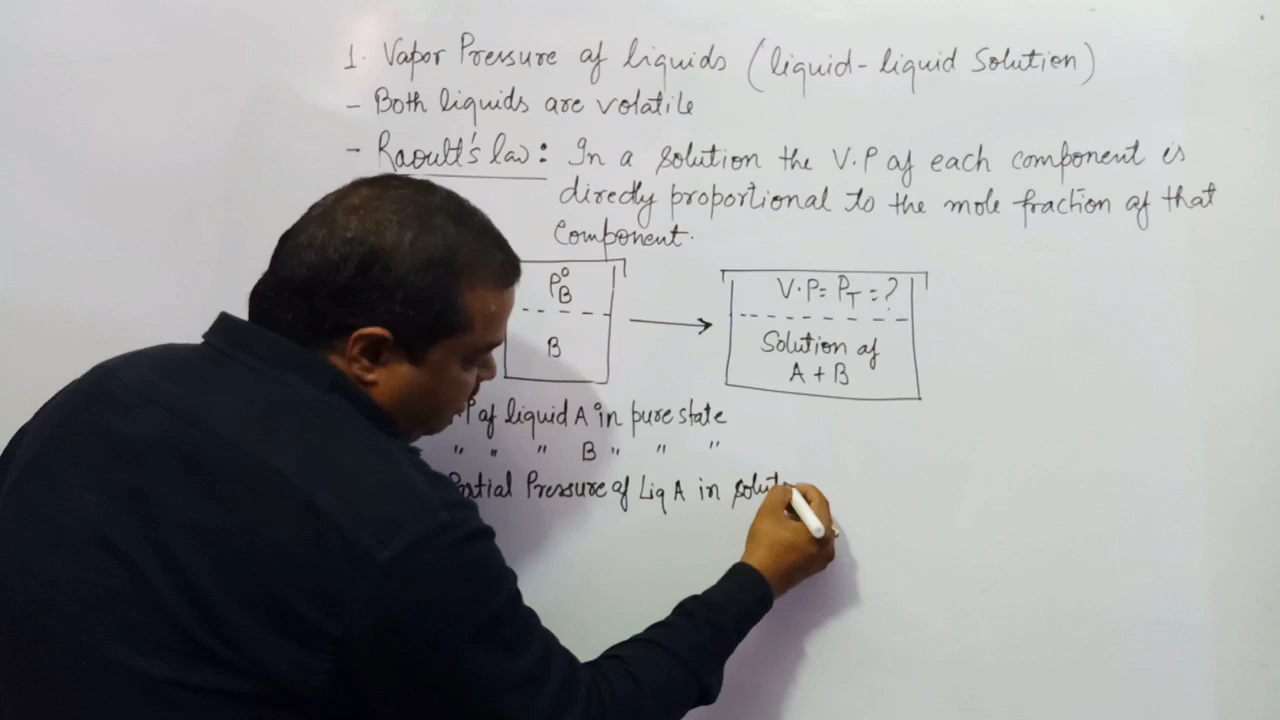 1. Vapor Pressure of liquids (liquid-liquid Solution)
- Both liquids are volatile
- Raoult's law: In a solution the V.P of each component is
directly proportional to the mole fraction of that
Component.
P°B
B
V.P = PT = ?
Solution of
A + B
P of liquid A in pure state
" " " B " " "
Partial Pressure of Liq A in solut